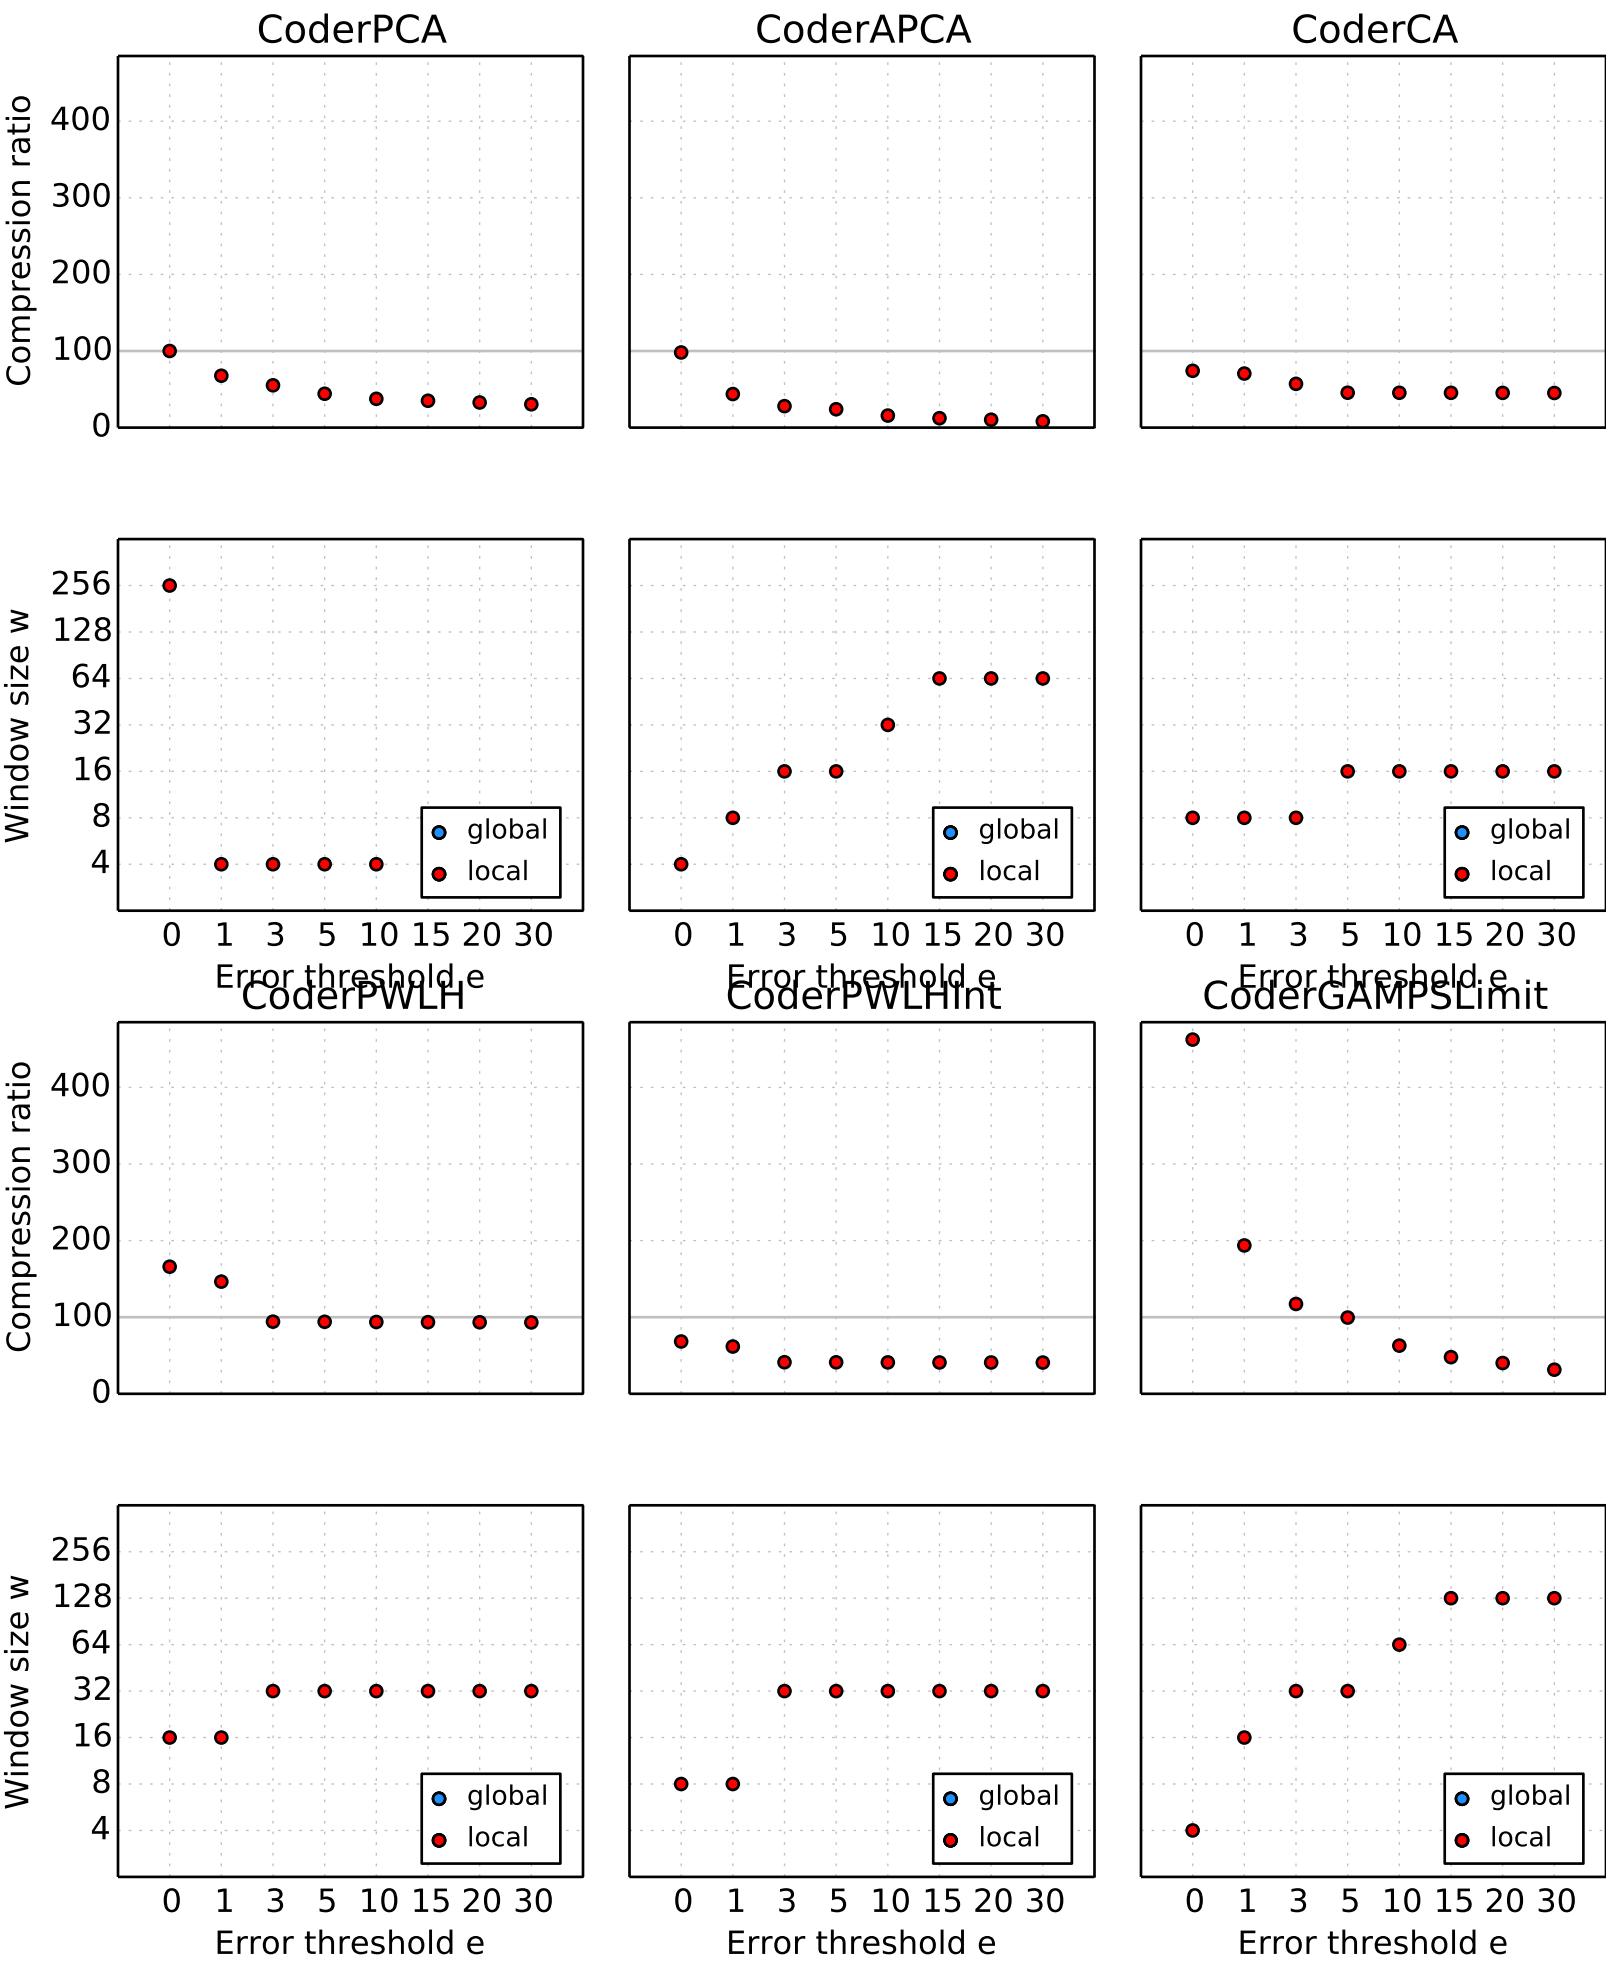 CoderPCA CoderAPCA CoderCA
Compression ratio
400
300
200
100
0
Window size w
256
128
64
32
16
8
4
global
local
global
local
global
local
0 1 3 5 10 15 20 30
0 1 3 5 10 15 20 30
0 1 3 5 10 15 20 30
Error threshold e Error threshold e Error threshold e
CoderPWLH CoderPWLHInt CoderGAMPSLimit
Compression ratio
400
300
200
100
0
Window size w
256
128
64
32
16
8
4
global
local
global
local
global
local
0 1 3 5 10 15 20 30
0 1 3 5 10 15 20 30
0 1 3 5 10 15 20 30
Error threshold e Error threshold e Error threshold e